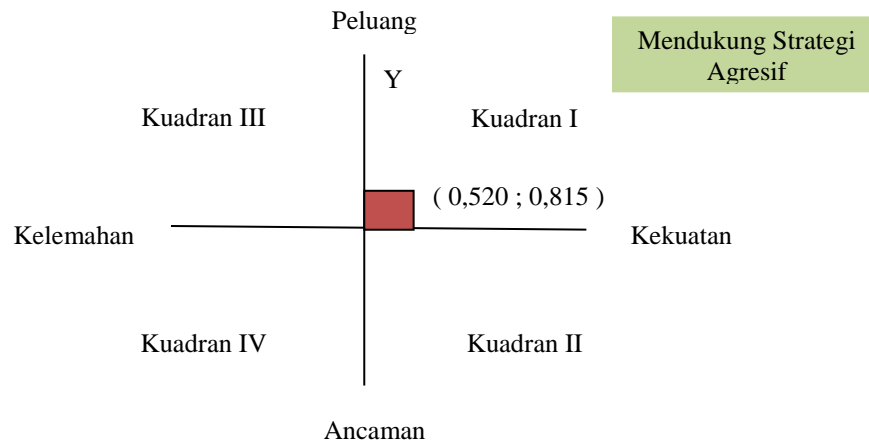 Peluang
Mendukung Strategi
Agresif
Y
Kuadran III
Kuadran I
( 0,520 ; 0,815 )
Kelemahan
Kekuatan
Kuadran IV
Kuadran II
Ancaman